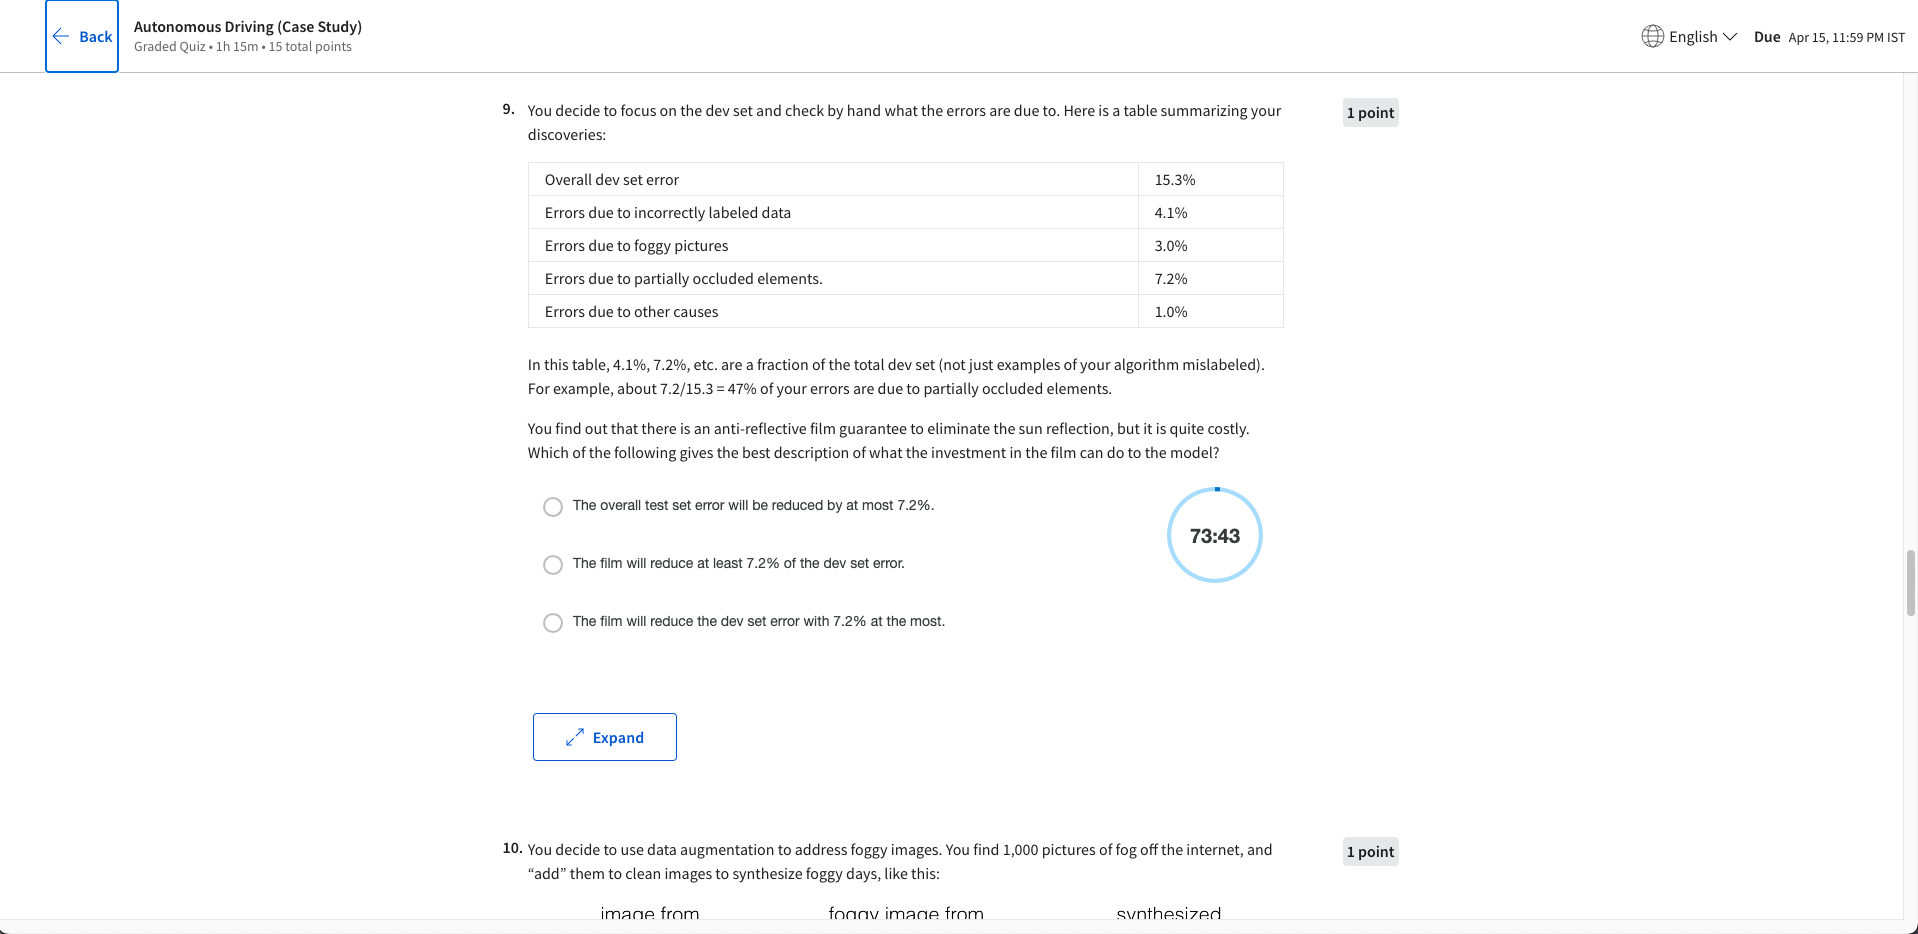 Back
Autonomous Driving (Case Study)
Graded Quiz • 1h 15m • 15 total points
English
Due Apr 15, 11:59 PM IST
9. You decide to focus on the dev set and check by hand what the errors are due to. Here is a table summarizing your
discoveries:
1 point
Overall dev set error 15.3%
Errors due to incorrectly labeled data 4.1%
Errors due to foggy pictures 3.0%
Errors due to partially occluded elements. 7.2%
Errors due to other causes 1.0%
In this table, 4.1%, 7.2%, etc. are a fraction of the total dev set (not just examples of your algorithm mislabeled).
For example, about 7.2/15.3 = 47% of your errors are due to partially occluded elements.
You find out that there is an anti-reflective film guarantee to eliminate the sun reflection, but it is quite costly.
Which of the following gives the best description of what the investment in the film can do to the model?
The overall test set error will be reduced by at most 7.2%.
73:43
The film will reduce at least 7.2% of the dev set error.
The film will reduce the dev set error with 7.2% at the most.
Expand
10. You decide to use data augmentation to address foggy images. You find 1,000 pictures of fog off the internet, and
“add” them to clean images to synthesize foggy days, like this:
1 point
image from foggy image from synthesized